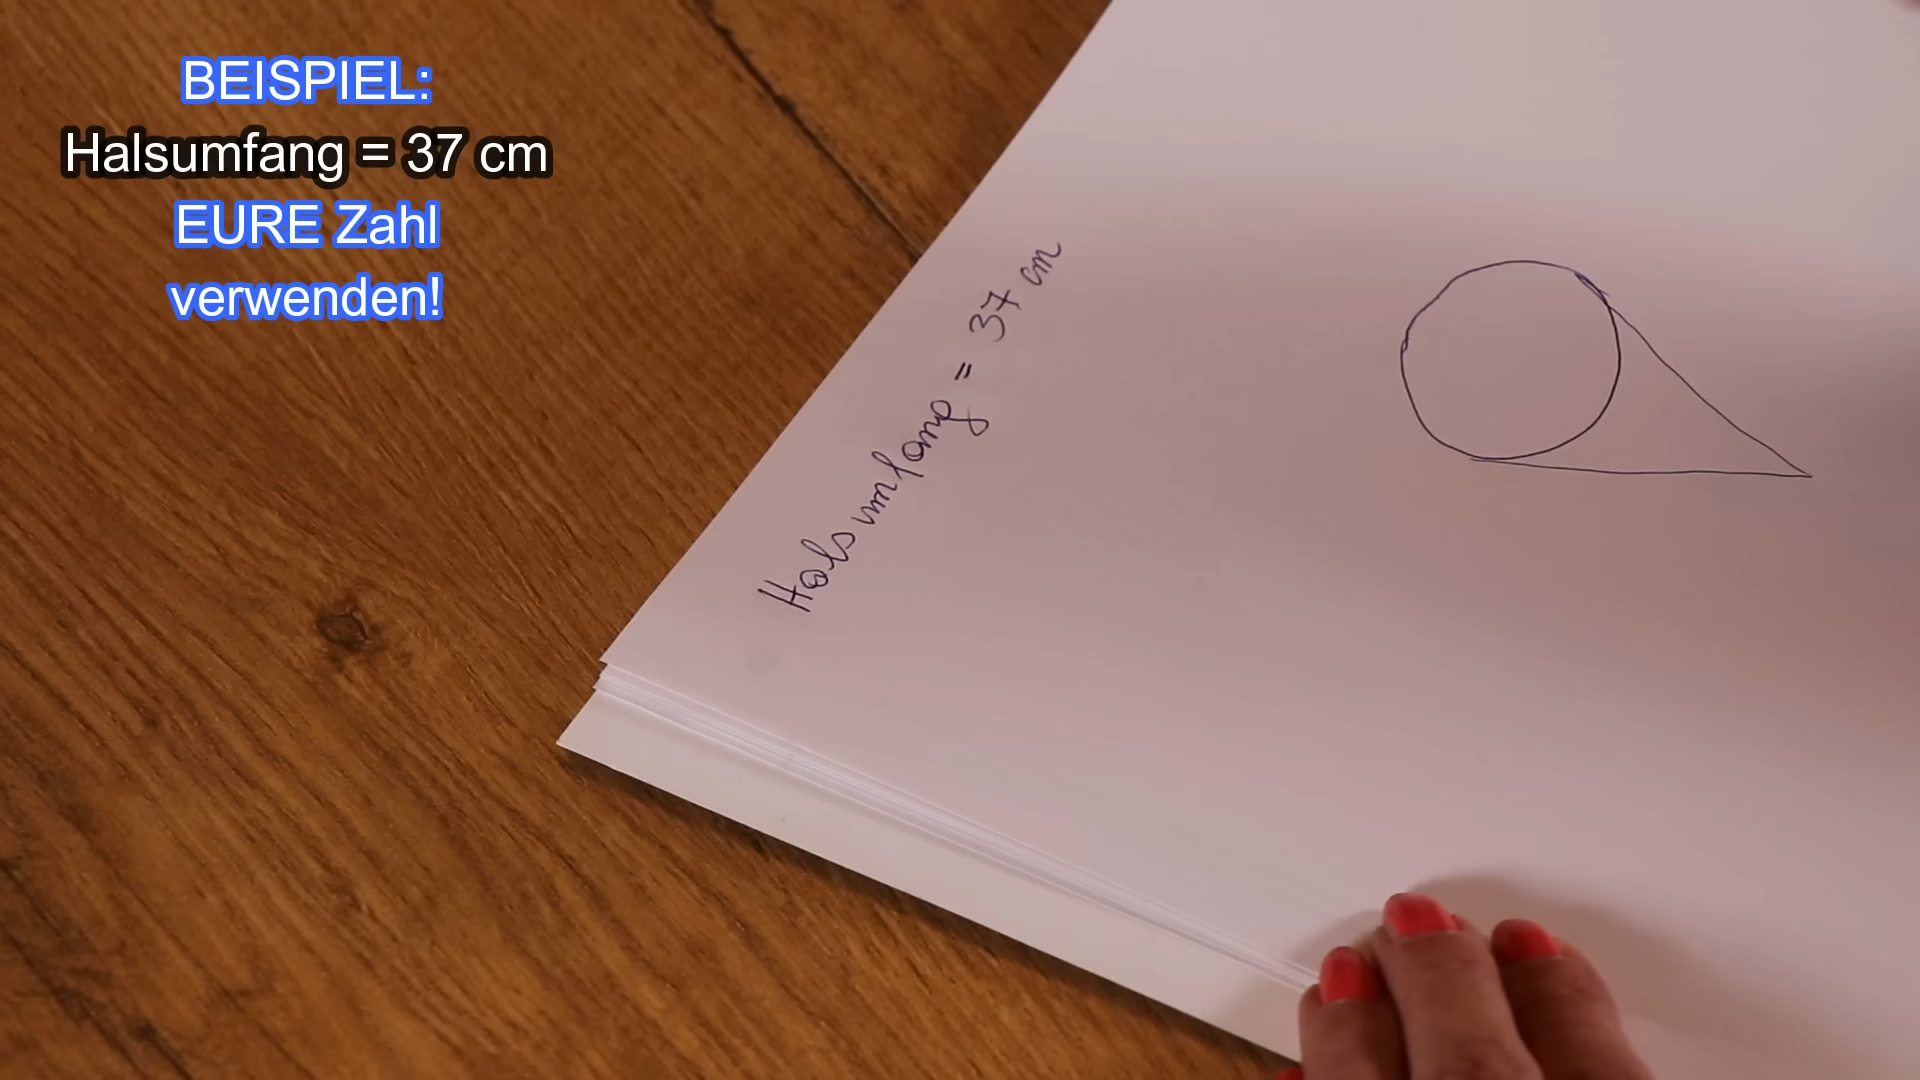 BEISPIEL:
Halsumfang = 37 cm
EURE Zahl
verwenden!
Halsumfang = 37 cm